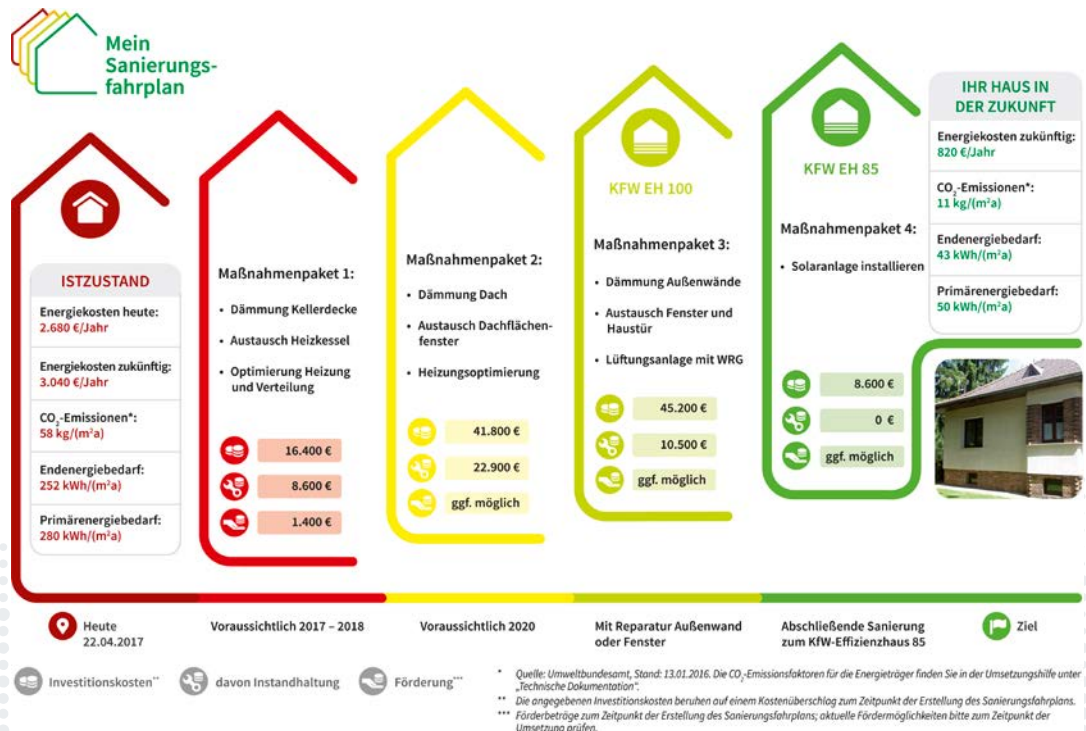 Mein
Sanierungs-
fahrplan
ISTZUSTAND
Energiekosten heute:
2.680 €/Jahr
Energiekosten zukünftig:
3.040 €/Jahr
CO₂-Emissionen*:
58 kg/(m²a)
Endenergiebedarf:
252 kWh/(m²a)
Primärenergiebedarf:
280 kWh/(m²a)
Maßnahmenpaket 1:
• Dämmung Kellerdecke
• Austausch Heizkessel
• Optimierung Heizung
und Verteilung
16.400 €
8.600 €
1.400 €
Maßnahmenpaket 2:
• Dämmung Dach
• Austausch Dachflächen-
fenster
• Heizungsoptimierung
41.800 €
22.900 €
ggf. möglich
KFW EH 100
Maßnahmenpaket 3:
• Dämmung Außenwände
• Austausch Fenster und
Haustür
• Lüftungsanlage mit WRG
45.200 €
10.500 €
ggf. möglich
KFW EH 85
Maßnahmenpaket 4:
• Solaranlage installieren
8.600 €
0 €
ggf. möglich
IHR HAUS IN
DER ZUKUNFT
Energiekosten zukünftig:
820 €/Jahr
CO₂-Emissionen*:
11 kg/(m²a)
Endenergiebedarf:
43 kWh/(m²a)
Primärenergiebedarf:
50 kWh/(m²a)
Heute
22.04.2017
Voraussichtlich 2017 – 2018
Voraussichtlich 2020
Mit Reparatur Außenwand
oder Fenster
Abschließende Sanierung
zum KfW-Effizienzhaus 85
Ziel
Investitionskosten**
davon Instandhaltung
Förderung***
* Quelle: Umweltbundesamt, Stand: 13.01.2016. Die CO₂-Emissionsfaktoren für die Energieträger finden Sie in der Umsetzungshilfe unter
„Technische Dokumentation“.
** Die angegebenen Investitionskosten beruhen auf einem Kostenüberschlag zum Zeitpunkt der Erstellung des Sanierungsfahrplans.
*** Förderbeträge zum Zeitpunkt der Erstellung des Sanierungsfahrplans; aktuelle Fördermöglichkeiten bitte zum Zeitpunkt der
Umsetzung prüfen.